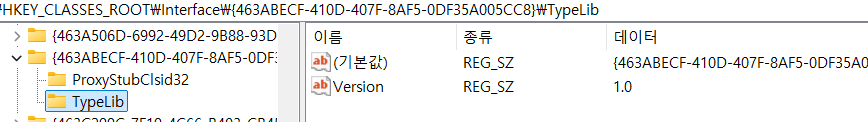 \HKEY_CLASSES_ROOT\Interface\{463ABECF-410D-407F-8AF5-0DF35A005CC8}\TypeLib
{463A506D-6992-49D2-9B88-93D
{463ABECF-410D-407F-8AF5-0DF3
ProxyStubClsid32
TypeLib
이름 종류 데이터
(기본값) REG_SZ {463ABECF-410D-407F-8AF5-0DF35A0
Version REG_SZ 1.0